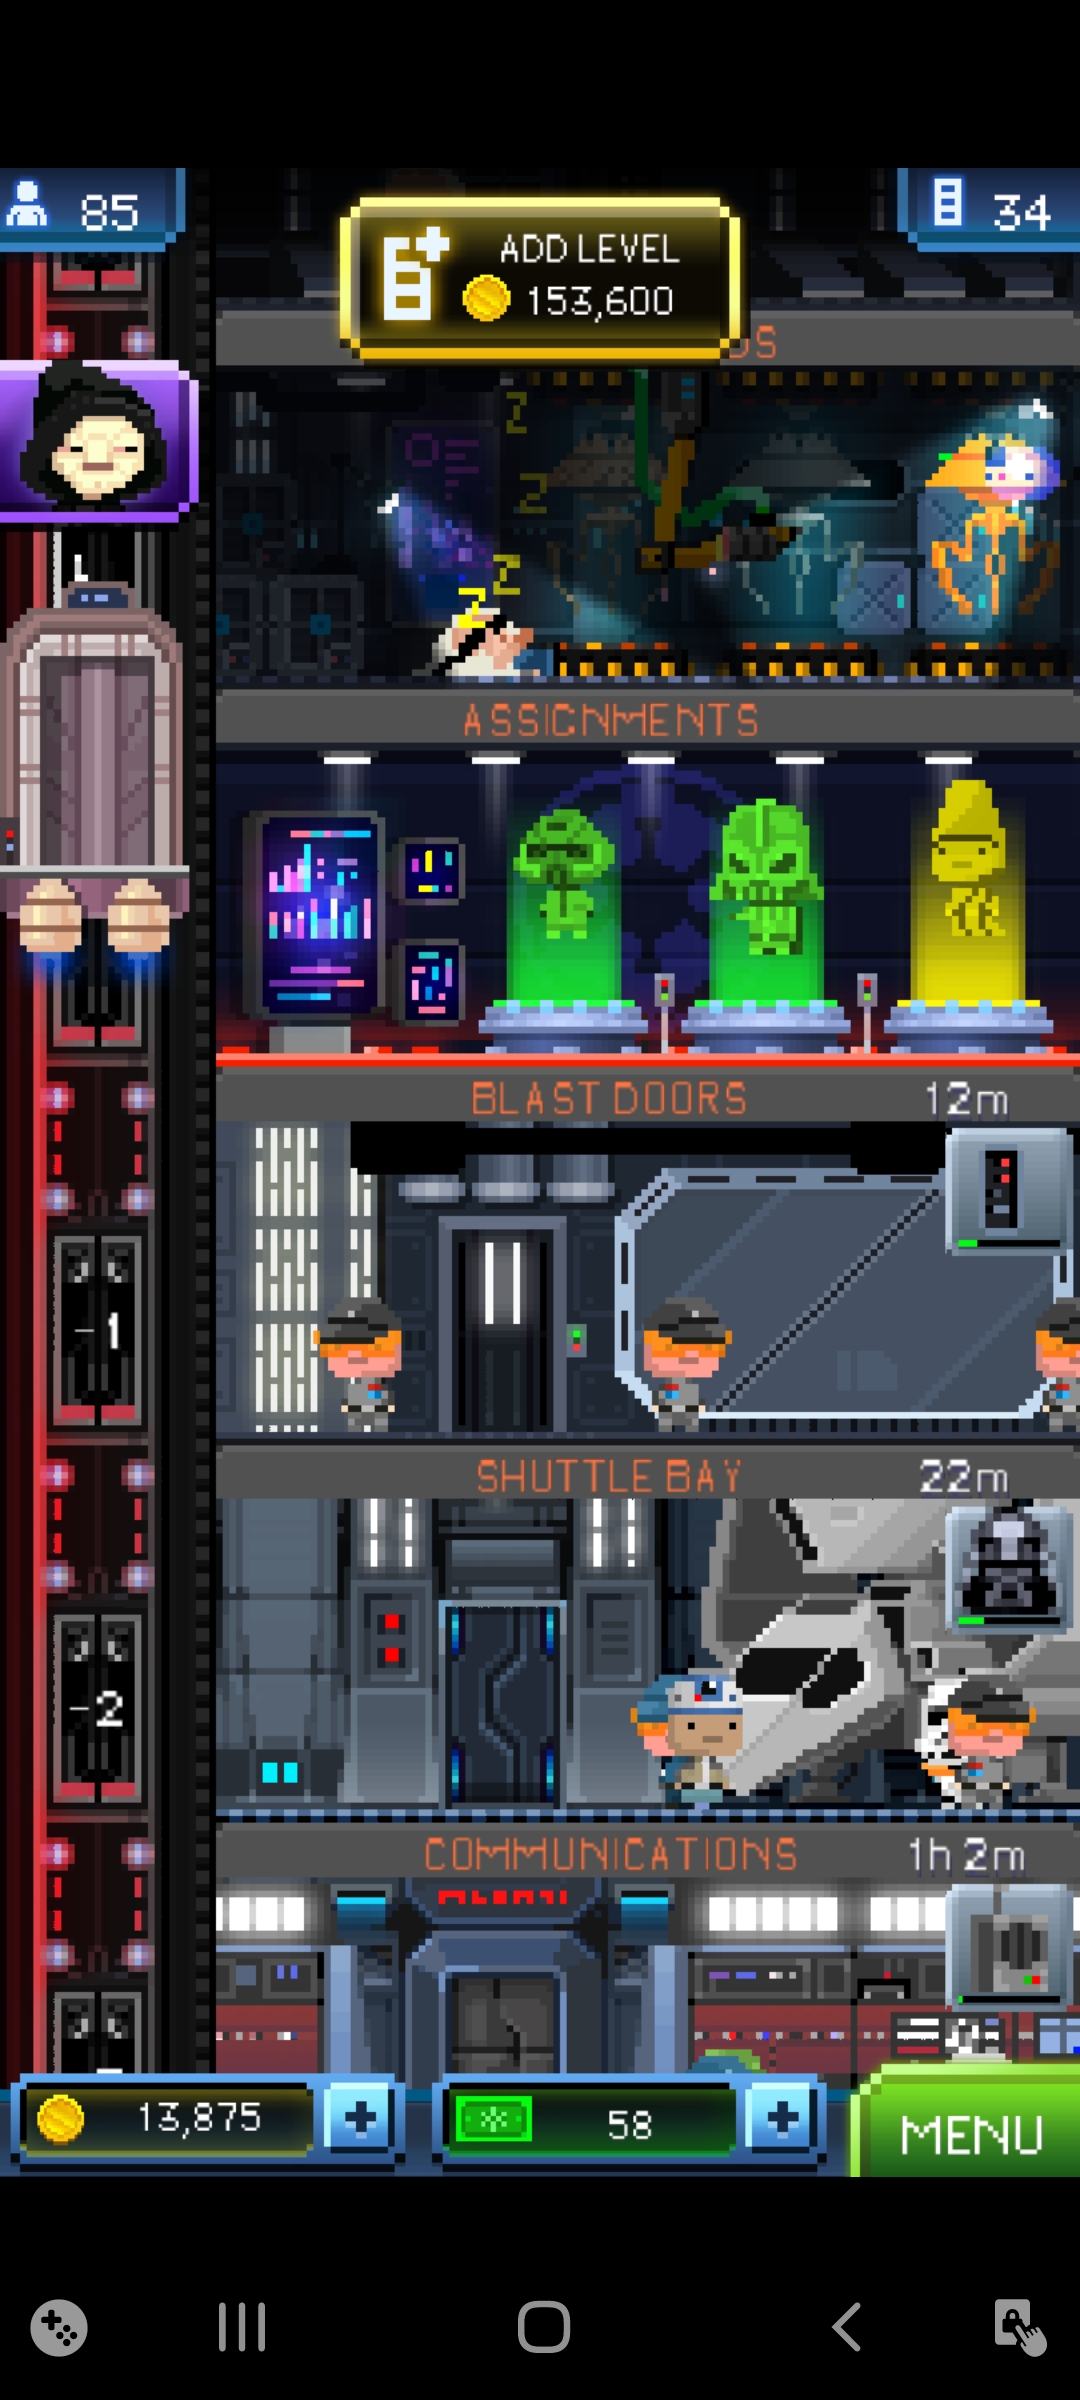 85
ADD LEVEL
153,600
34
DS
Z
Z
Z
Z
ASSIGNMENTS
BLAST DOORS 12m
-1
SHUTTLE BAY 22m
-2
COMMUNICATIONS 1h 2m
13,875
58
MENU